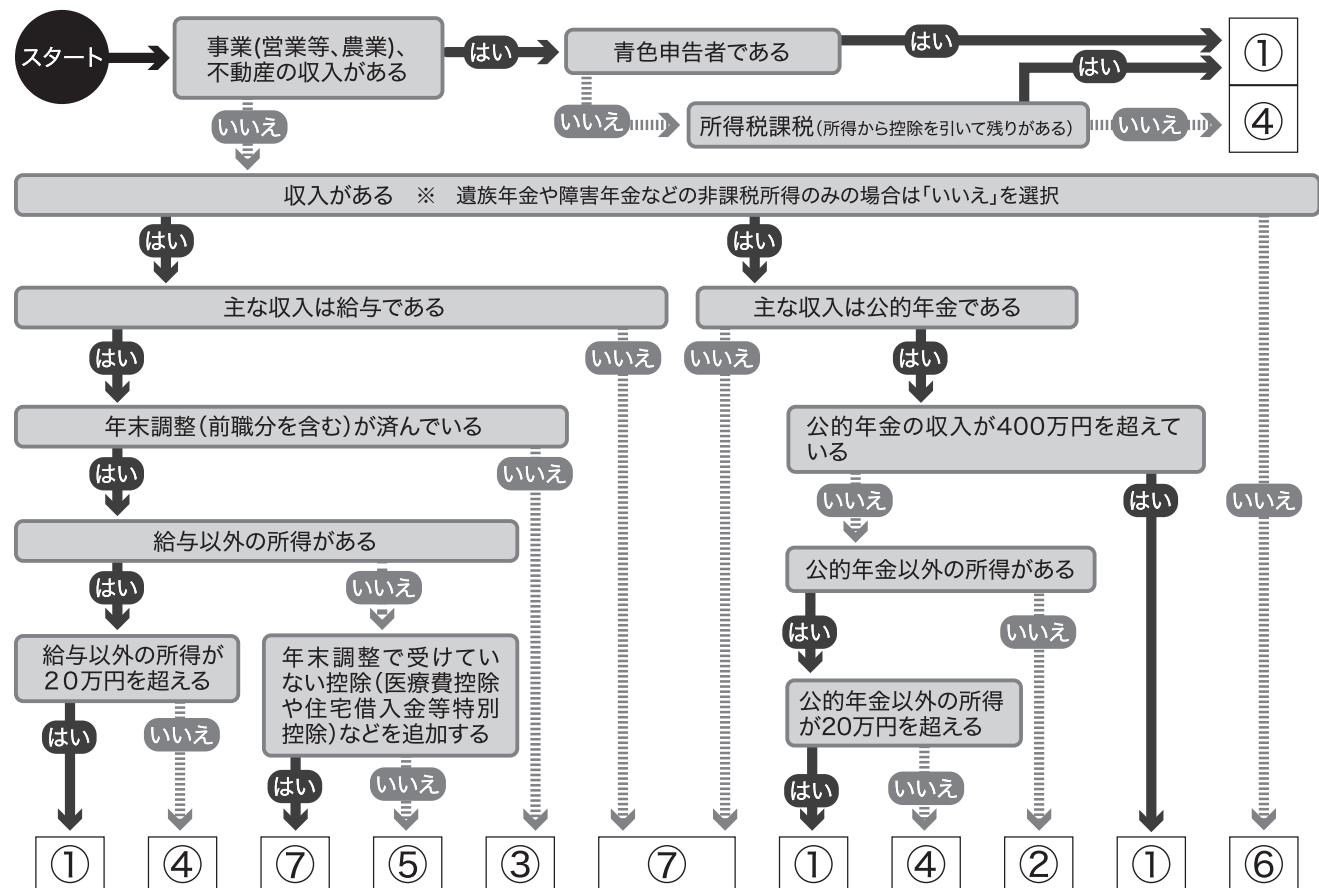 スタート
事業(営業等、農業)、
不動産の収入がある
はい
青色申告者である
はい
①
はい
いいえ
いいえ
所得税課税(所得から控除を引いて残りがある)
いいえ
④
収入がある ※ 遺族年金や障害年金などの非課税所得のみの場合は「いいえ」を選択
はい
はい
主な収入は給与である
主な収入は公的年金である
はい
いいえ
いいえ
はい
年末調整(前職分を含む)が済んでいる
公的年金の収入が400万円を超えて
いる
はい
いいえ
いいえ
はい
いいえ
給与以外の所得がある
公的年金以外の所得がある
はい
いいえ
はい
いいえ
給与以外の所得が
20万円を超える
年末調整で受けてい
ない控除(医療費控除
や住宅借入金等特別
控除)などを追加する
公的年金以外の所得
が20万円を超える
はい
いいえ
はい
いいえ
はい
いいえ
①
④
⑦
⑤
③
⑦
①
④
②
①
⑥